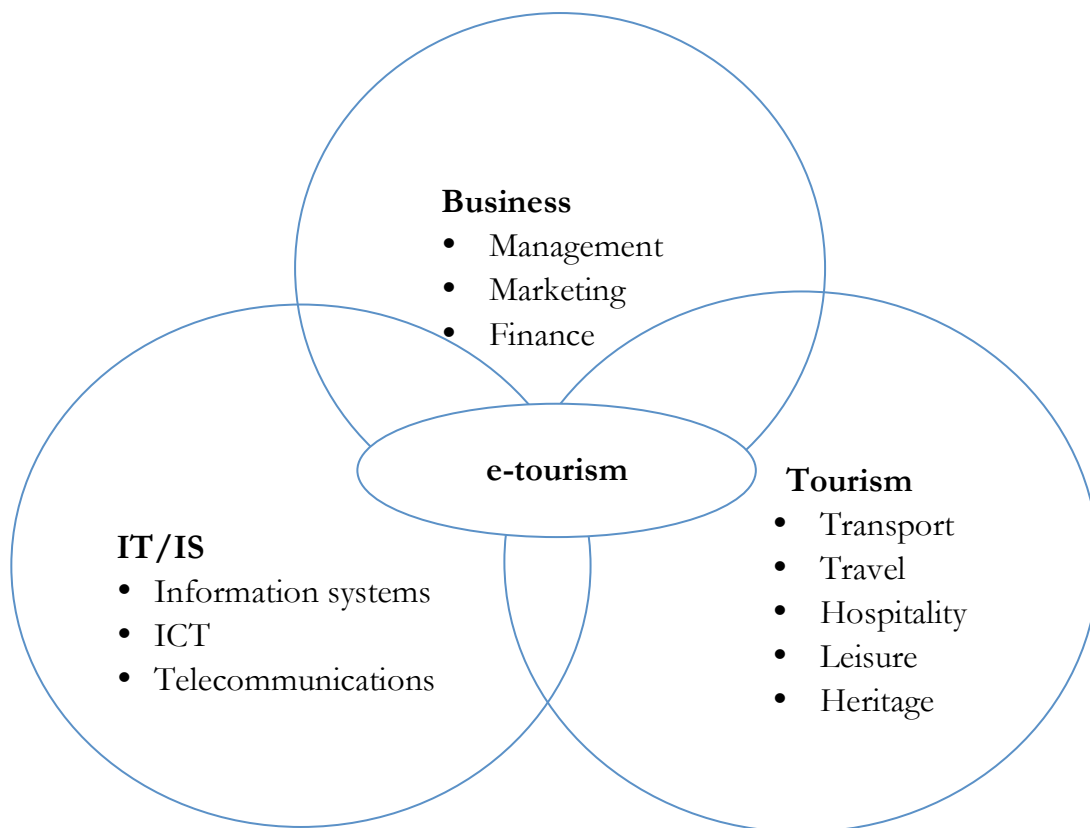 Business
• Management
• Marketing
• Finance
e-tourism
Tourism
• Transport
• Travel
• Hospitality
• Leisure
• Heritage
IT/IS
• Information systems
• ICT
• Telecommunications